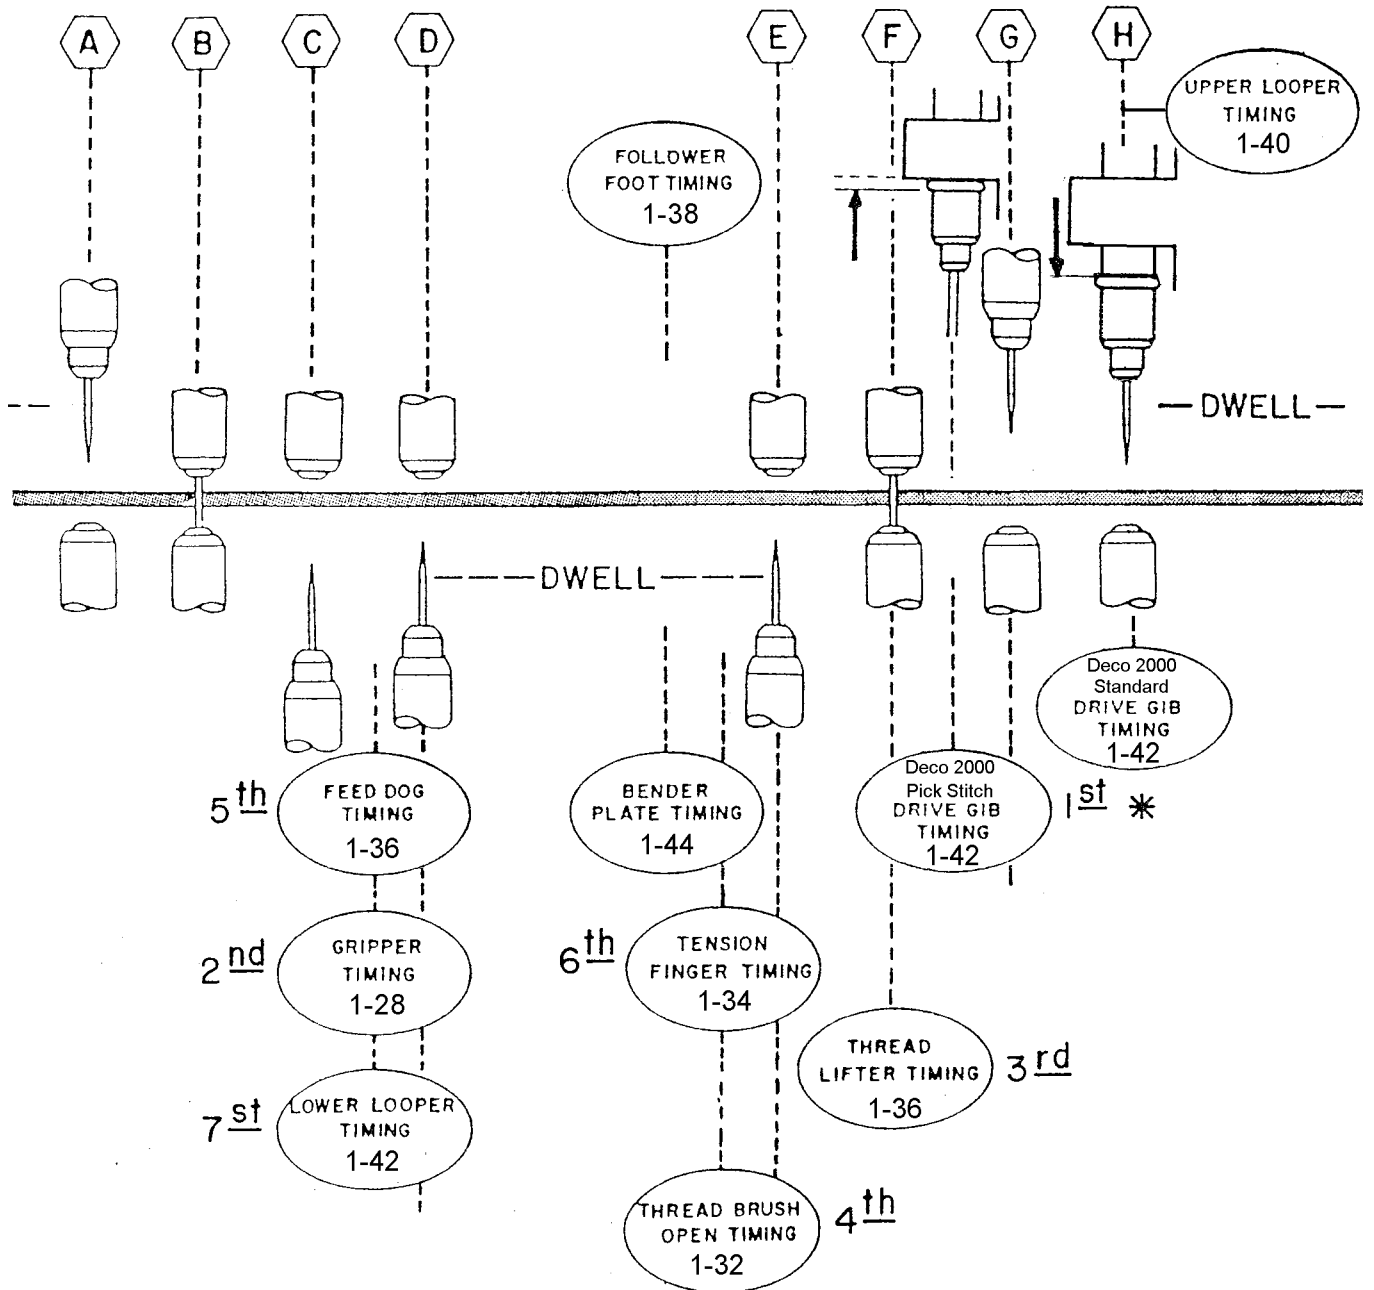 A B C D E F G H
UPPER LOOPER
TIMING
1-40
FOLLOWER
FOOT TIMING
1-38
— DWELL —
— — — — DWELL — — — —
Deco 2000
Standard
DRIVE GIB
TIMING
1-42
5th
FEED DOG
TIMING
1-36
BENDER
PLATE TIMING
1-44
Deco 2000
Pick Stitch
DRIVE GIB
TIMING
1-42
1st *
2nd
GRIPPER
TIMING
1-28
6th
TENSION
FINGER TIMING
1-34
THREAD
LIFTER TIMING
1-36
3rd
7st
LOWER LOOPER
TIMING
1-42
THREAD BRUSH
OPEN TIMING
1-32
4th